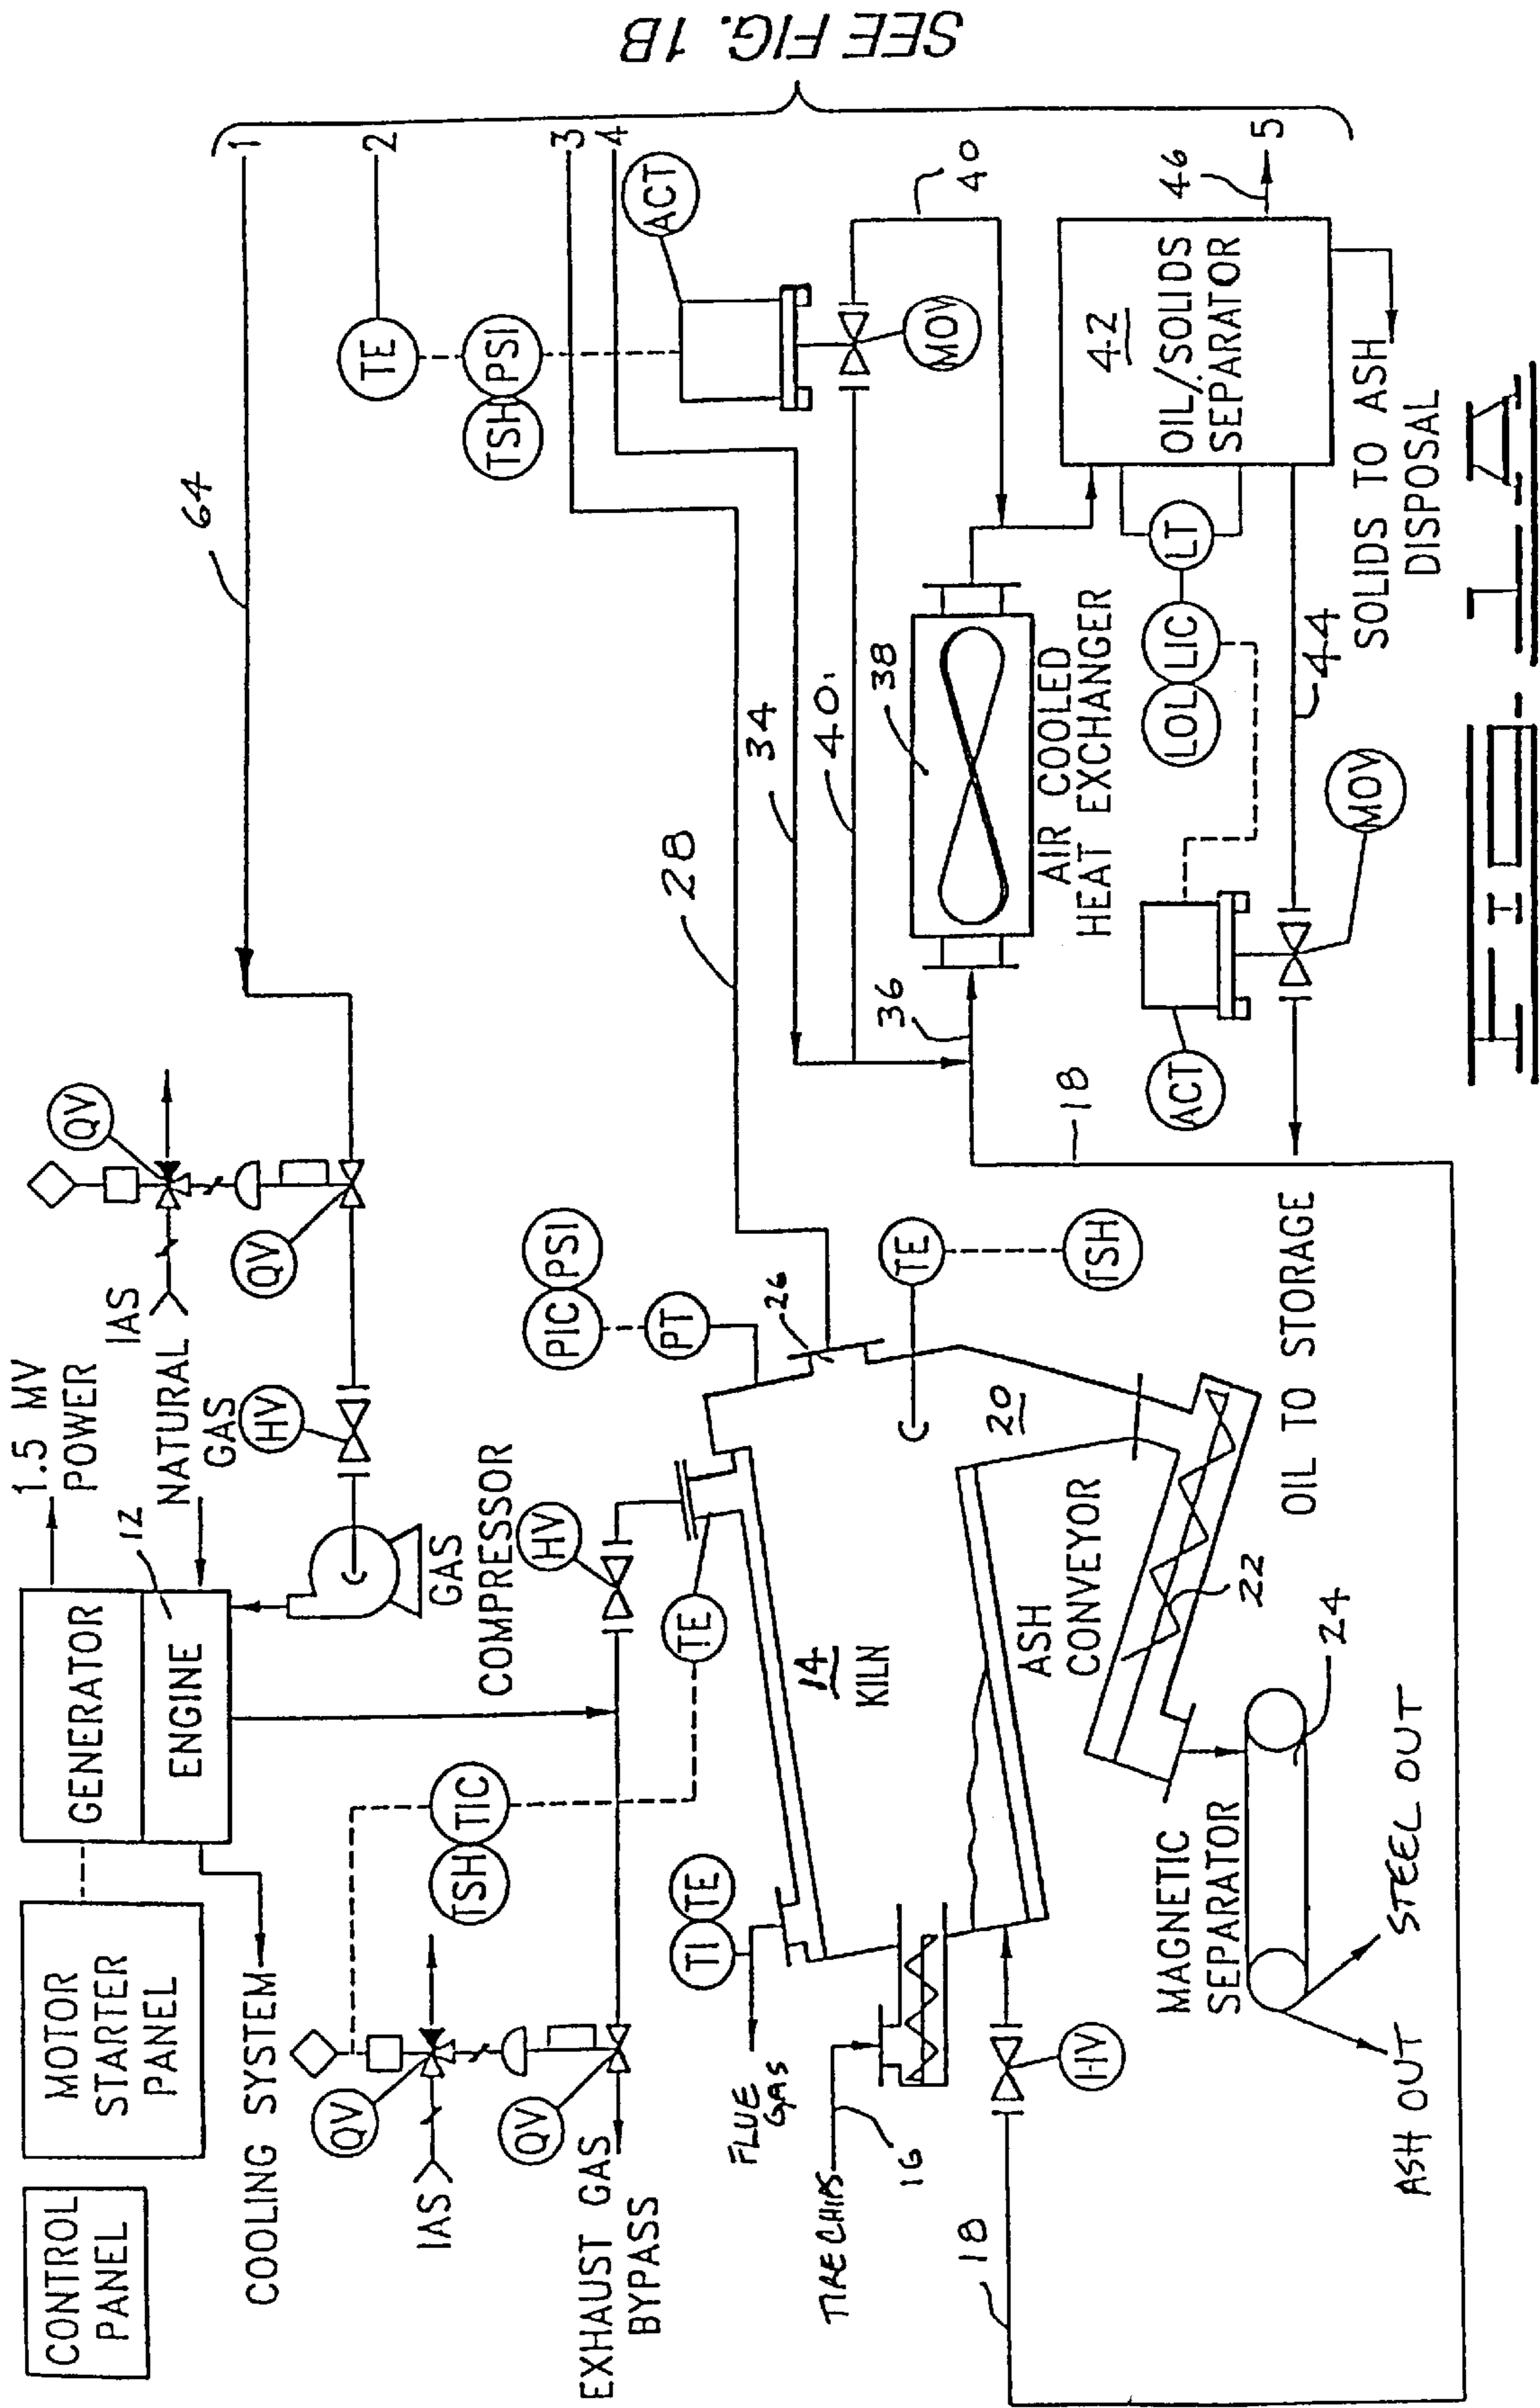 CONTROL
PANEL
MOTOR
STARTER
PANEL
GENERATOR
ENGINE
12
1.5 MV
POWER
NATURAL
GAS
IAS
QV
QV
HV
GAS
COMPRESSOR
64
1
2
3
4
SEE FIG. 1B
COOLING SYSTEM
IAS
QV
QV
EXHAUST GAS
BYPASS
TSH
TIC
TE
HV
PIC
PSI
PT
TE
TSH
PSI
ACT
MOV
28
34
40
40
TI
TE
FLUE
GAS
TIRE CHIPS
16
14
KILN
26
20
TE
TSH
18
18
HV
36
38
AIR COOLED
HEAT EXCHANGER
42
OIL/SOLIDS
SEPARATOR
46
5
LOL
LIC
LT
ACT
MOV
44
SOLIDS TO ASH
DISPOSAL
OIL TO STORAGE
ASH
CONVEYOR
22
MAGNETIC
SEPARATOR
24
ASH OUT
STEEL OUT